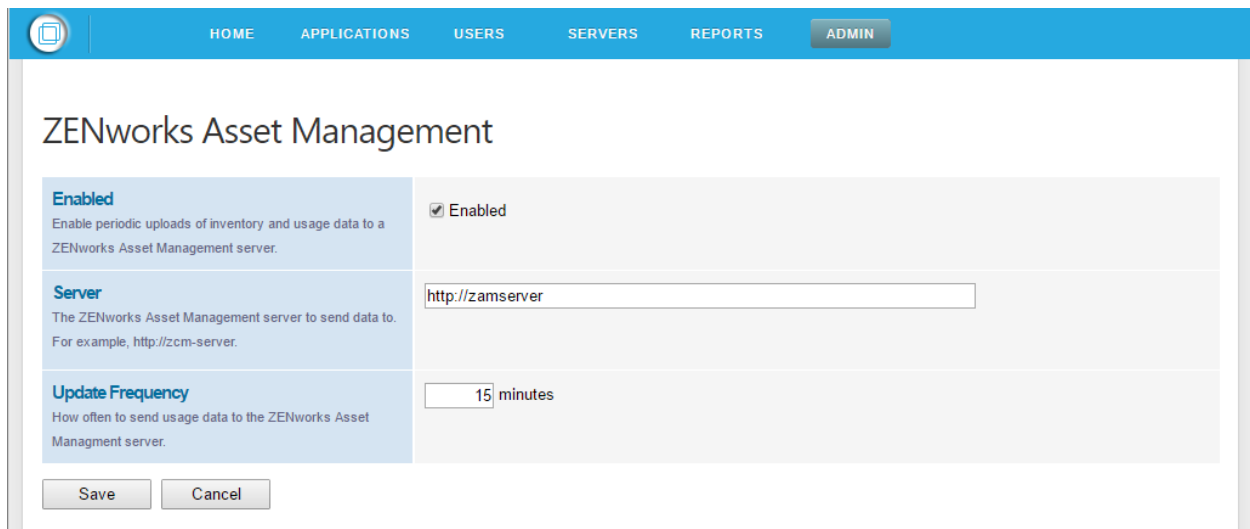 HOME APPLICATIONS USERS SERVERS REPORTS ADMIN
ZENworks Asset Management
Enabled
Enable periodic uploads of inventory and usage data to a
ZENworks Asset Management server.
Enabled
Server
The ZENworks Asset Management server to send data to.
For example, http://zcm-server.
http://zamserver
Update Frequency
How often to send usage data to the ZENworks Asset
Managment server.
15 minutes
Save Cancel